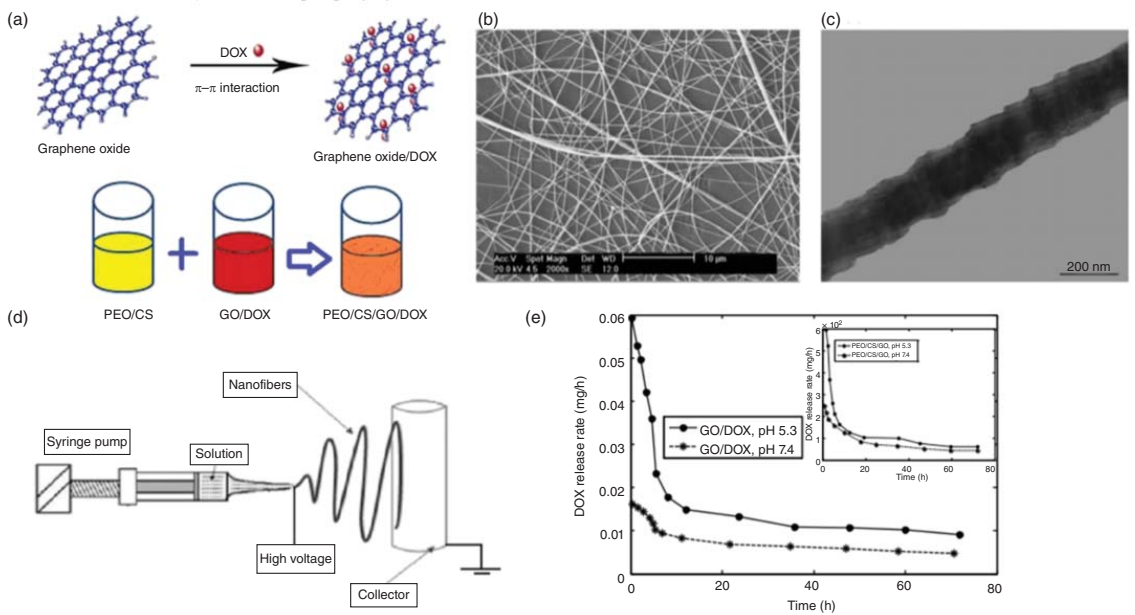 (a)
DOX
π–π interaction
Graphene oxide
Graphene oxide/DOX
PEO/CS
GO/DOX
PEO/CS/GO/DOX
(b)
Acc.V Spot Magn Det WD
20.0 kV 4.5 2000x SE 12.0
10 μm
(c)
200 nm
(d)
Nanofibers
Syringe pump
Solution
High voltage
Collector
(e)
0.06
0.05
0.04
0.03
0.02
0.01
0
0 20 40 60 80
DOX release rate (mg/h)
Time (h)
GO/DOX, pH 5.3
GO/DOX, pH 7.4
× 10²
6
5
4
3
2
1
0
0 20 40 60 80
DOX release rate (mg/h)
Time (h)
PEO/CS/GO, pH 5.3
PEO/CS/GO, pH 7.4